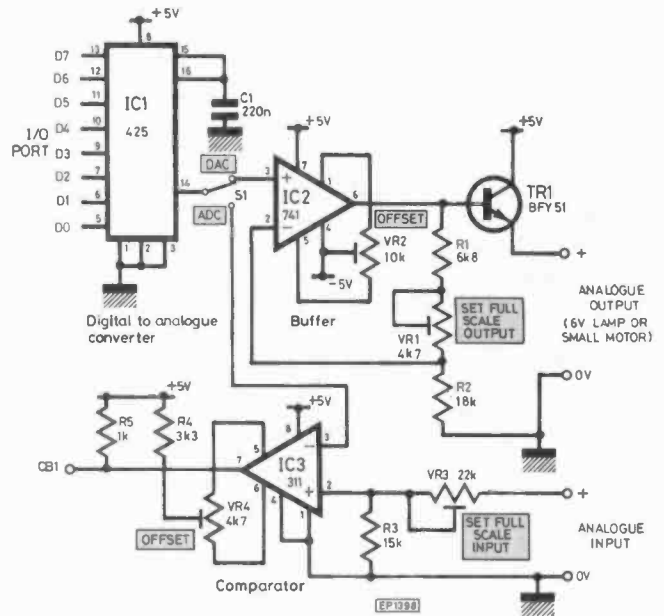 +5V
8
D7 13
D6 12
D5 11
D4 10
D3 9
D2 7
D1 6
D0 5
I/O
PORT
IC1
425
15
16
14
1 2 3
C1
220n
Digital to analogue
converter
DAC
S1
ADC
+5V
3
+
2
−
7
1
6
5
4
IC2
741
-5V
Buffer
OFFSET
VR2
10k
+5V
TR1
BFY51
R1
6k8
SET FULL
SCALE
OUTPUT
VR1
4k7
R2
18k
+
ANALOGUE
OUTPUT
(6V LAMP OR
SMALL MOTOR)
0V
+5V
R5
1k
R4
3k3
CB1
OFFSET
VR4
4k7
+5V
7
5
6
8
4
1
3
−
2
+
IC3
311
Comparator
R3
15k
VR3 22k
SET FULL
SCALE
INPUT
+
ANALOGUE
INPUT
0V
EP1398